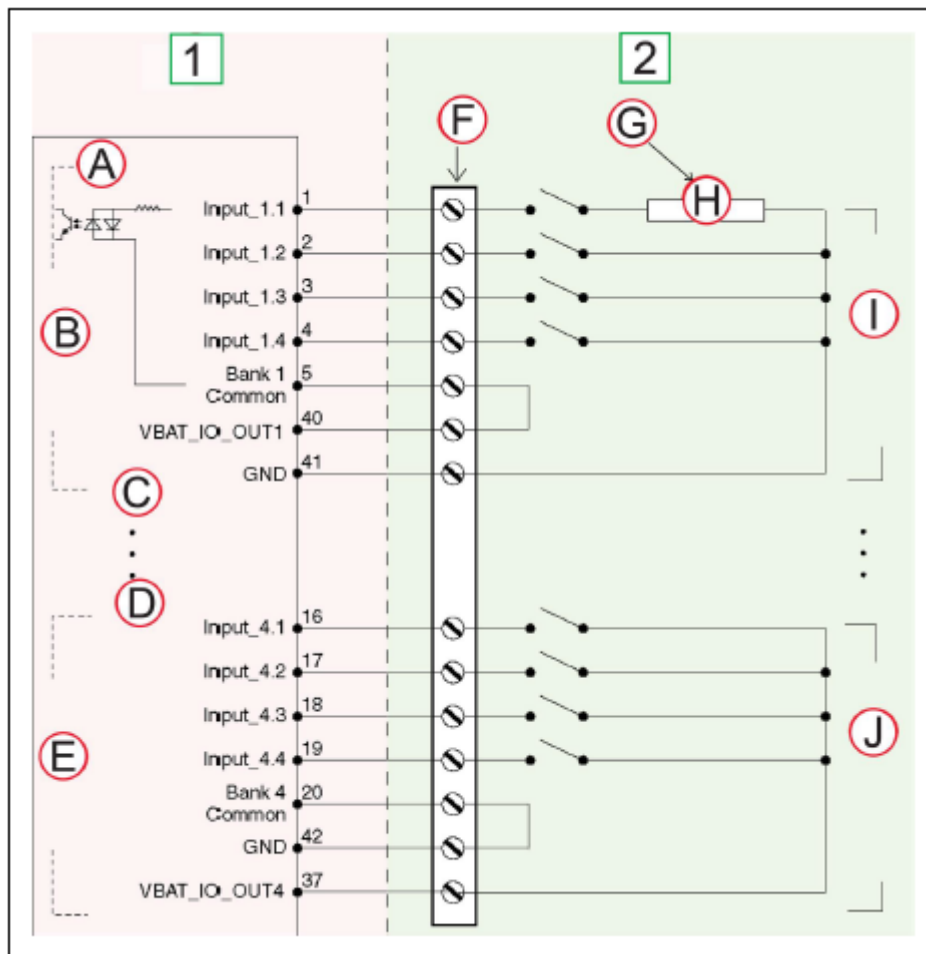 1
2
F
G
A
H
Input_1.1 1
Input_1.2 2
Input_1.3 3
B
I
Input_1.4 4
Bank 1
Common 5
VBAT_IO_OUT1 40
GND 41
C
D
Input_4.1 16
Input_4.2 17
Input_4.3 18
E
J
Input_4.4 19
Bank 4
Common 20
GND 42
VBAT_IO_OUT4 37